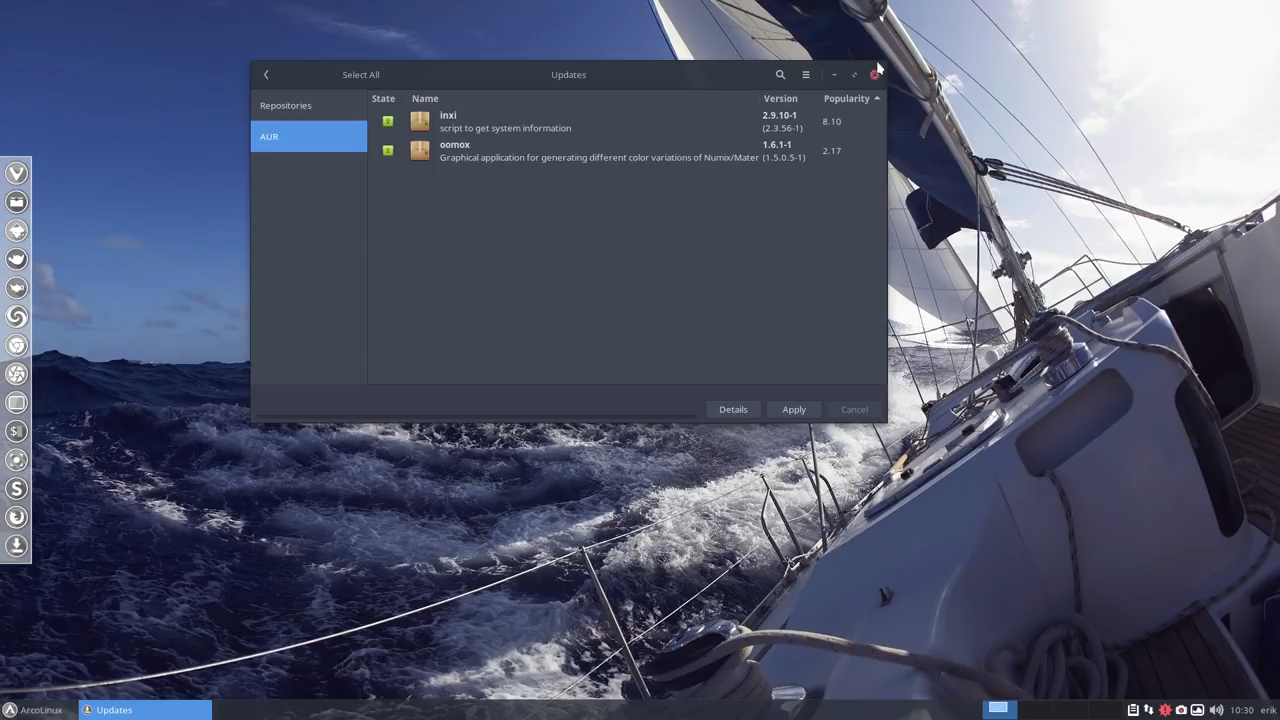 Select All
Updates
Repositories
AUR
State Name Version Popularity
inxi 2.9.10-1
script to get system information (2.3.56-1)
8.10
oomox 1.6.1-1
Graphical application for generating different color variations of Numix/Mater (1.5.0.5-1)
2.17
Details Apply Cancel
ArcoLinux Updates 10:30 erik